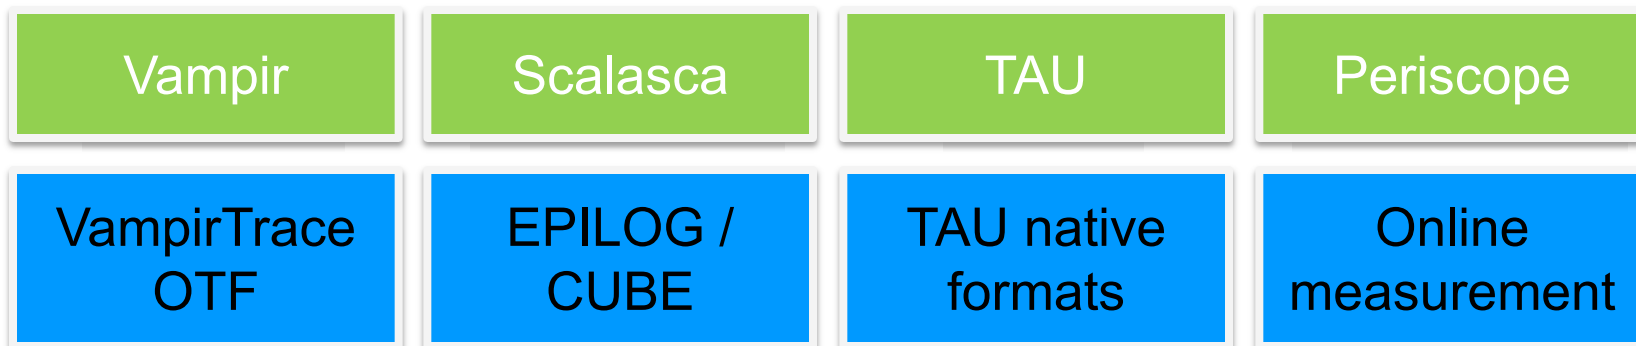 Vampir
Scalasca
TAU
Periscope
VampirTrace
OTF
EPILOG /
CUBE
TAU native
formats
Online
measurement